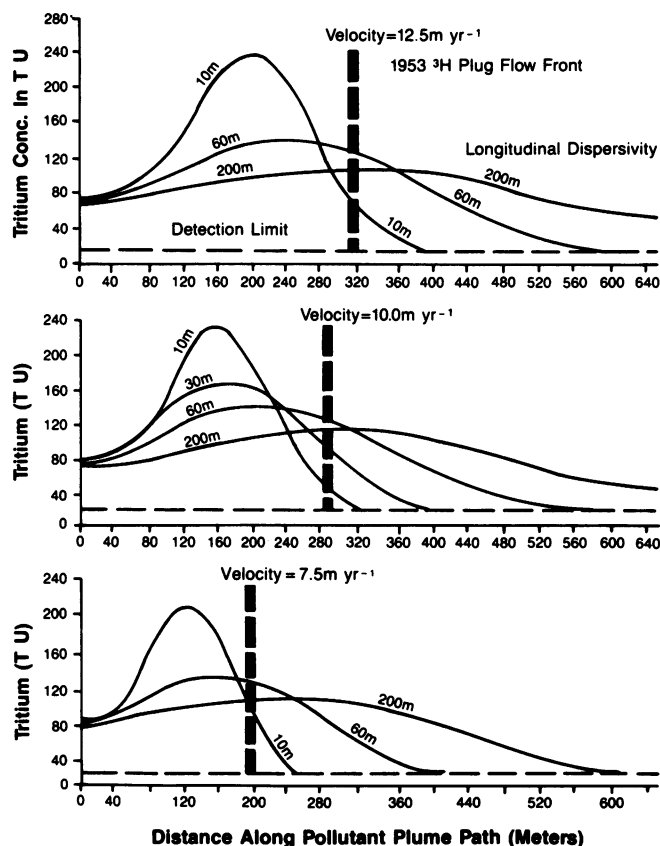 Velocity=12.5m yr-1
1953 ³H Plug Flow Front
Longitudinal Dispersivity
Tritium Conc. In T U
280
240
200
160
120
80
40
0
10m
60m
200m
200m
60m
10m
Detection Limit
0 40 80 120 160 200 240 280 320 360 400 440 480 520 560 600 640
Velocity=10.0m yr-1
Tritium (T U)
240
200
160
120
80
40
0
10m
30m
60m
200m
0 40 80 120 160 200 240 280 320 360 400 440 480 520 560 600 640
Velocity = 7.5m yr-1
Tritium (T U)
240
200
160
120
80
40
0
200m
60m
10m
0 40 120 200 280 360 440 520 600
Distance Along Pollutant Plume Path (Meters)